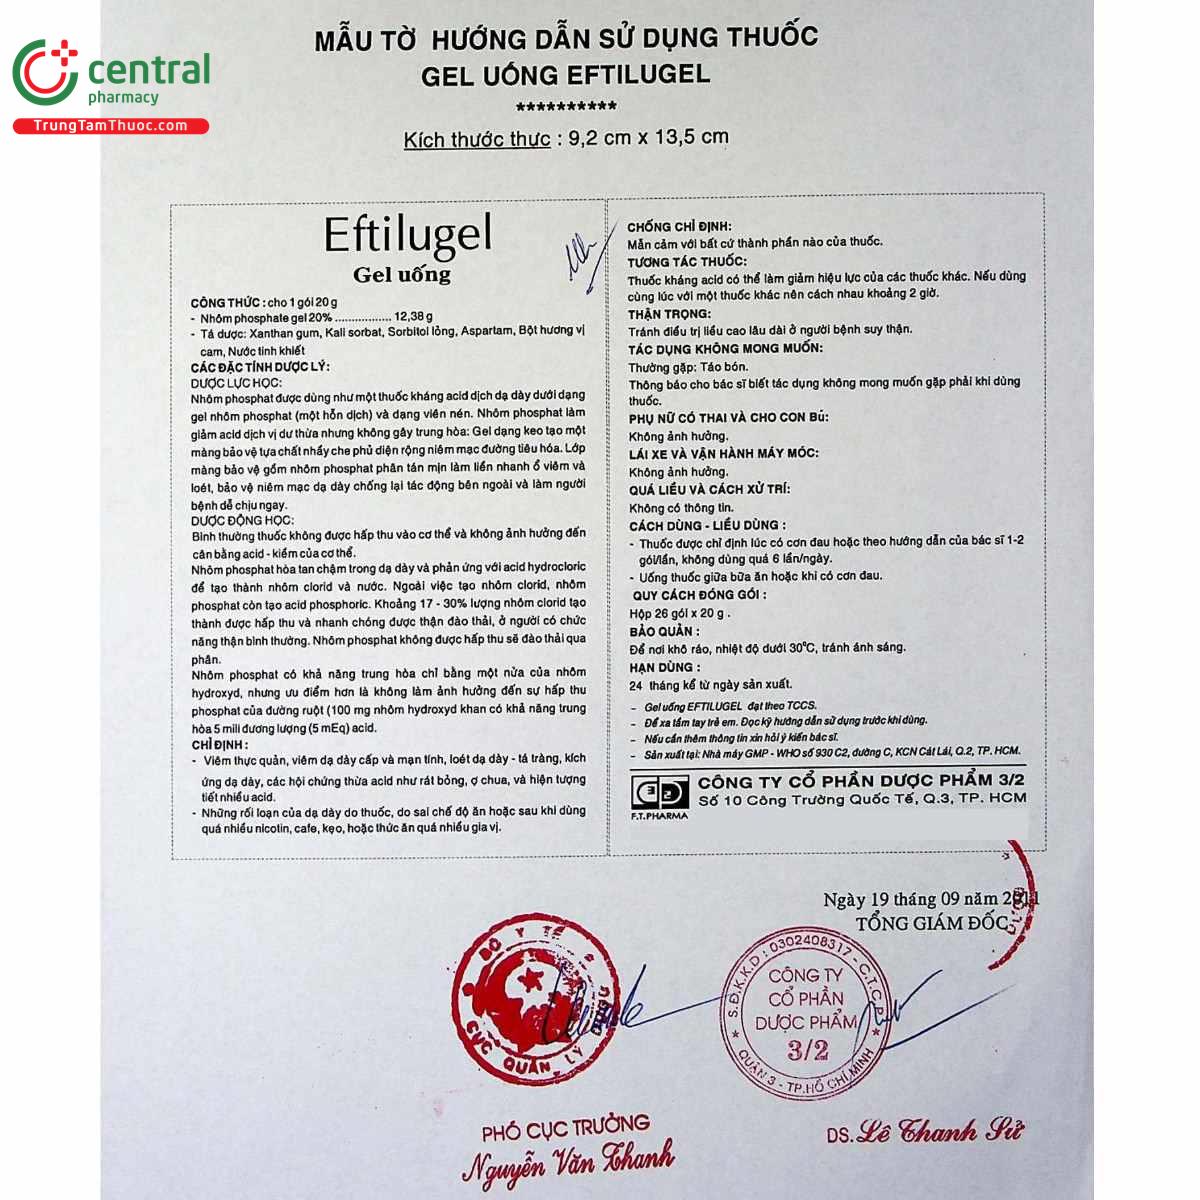 MẪU TỜ HƯỚNG DẪN SỬ DỤNG THUỐC
GEL UỐNG EFTILUGEL
**********
Kích thước thực : 9,2 cm x 13,5 cm
central
pharmacy
TrungTamThuoc.com
Eftilugel
Gel uống
CÔNG THỨC : cho 1 gói 20 g
- Nhôm phosphate gel 20% ................. 12,38 g
- Tá dược: Xanthan gum, Kali sorbat, Sorbitol lỏng, Aspartam, Bột hương vị
cam, Nước tinh khiết
CÁC ĐẶC TÍNH DƯỢC LÝ:
DƯỢC LỰC HỌC:
Nhôm phosphat được dùng như một thuốc kháng acid dịch dạ dày dưới dạng
gel nhôm phosphat (một hỗn dịch) và dạng viên nén. Nhôm phosphat làm
giảm acid dịch vị dư thừa nhưng không gây trung hòa: Gel dạng keo tạo một
màng bảo vệ tựa chất nhầy che phủ diện rộng niêm mạc đường tiêu hóa. Lớp
màng bảo vệ gồm nhôm phosphat phân tán mịn làm liền nhanh ổ viêm và
loét, bảo vệ niêm mạc dạ dày chống lại tác động bên ngoài và làm người
bệnh dễ chịu ngay.
DƯỢC ĐỘNG HỌC:
Bình thường thuốc không được hấp thu vào cơ thể và không ảnh hưởng đến
cân bằng acid - kiềm của cơ thể.
Nhôm phosphat hòa tan chậm trong dạ dày và phản ứng với acid hydrocloric
để tạo thành nhôm clorid và nước. Ngoài việc tạo nhôm clorid, nhôm
phosphat còn tạo acid phosphoric. Khoảng 17 - 30% lượng nhôm clorid tạo
thành được hấp thu và nhanh chóng được thận đào thải, ở người có chức
năng thận bình thường. Nhôm phosphat không được hấp thu sẽ đào thải qua
phân.
Nhôm phosphat có khả năng trung hòa chỉ bằng một nửa của nhôm
hydroxyd, nhưng ưu điểm hơn là không làm ảnh hưởng đến sự hấp thu
phosphat của đường ruột (100 mg nhôm hydroxyd khan có khả năng trung
hòa 5 mili đương lượng (5 mEq) acid.
CHỈ ĐỊNH :
- Viêm thực quản, viêm dạ dày cấp và mạn tính, loét dạ dày - tá tràng, kích
ứng dạ dày, các hội chứng thừa acid như rát bỏng, ợ chua, và hiện tượng
tiết nhiều acid.
- Những rối loạn của dạ dày do thuốc, do sai chế độ ăn hoặc sau khi dùng
quá nhiều nicotin, cafe, kẹo, hoặc thức ăn quá nhiều gia vị.
CHỐNG CHỈ ĐỊNH:
Mẫn cảm với bất cứ thành phần nào của thuốc.
TƯƠNG TÁC THUỐC:
Thuốc kháng acid có thể làm giảm hiệu lực của các thuốc khác. Nếu dùng
cùng lúc với một thuốc khác nên cách nhau khoảng 2 giờ.
THẬN TRỌNG:
Tránh điều trị liều cao lâu dài ở người bệnh suy thận.
TÁC DỤNG KHÔNG MONG MUỐN:
Thường gặp: Táo bón.
Thông báo cho bác sĩ biết tác dụng không mong muốn gặp phải khi dùng
thuốc.
PHỤ NỮ CÓ THAI VÀ CHO CON BÚ:
Không ảnh hưởng.
LÁI XE VÀ VẬN HÀNH MÁY MÓC:
Không ảnh hưởng.
QUÁ LIỀU VÀ CÁCH XỬ TRÍ:
Không có thông tin.
CÁCH DÙNG - LIỀU DÙNG :
- Thuốc được chỉ định lúc có cơn đau hoặc theo hướng dẫn của bác sĩ 1-2
gói/lần, không dùng quá 6 lần/ngày.
- Uống thuốc giữa bữa ăn hoặc khi có cơn đau.
QUY CÁCH ĐÓNG GÓI :
Hộp 26 gói x 20 g .
BẢO QUẢN :
Để nơi khô ráo, nhiệt độ dưới 30°C, tránh ánh sáng.
HẠN DÙNG :
24 tháng kể từ ngày sản xuất.
- Gel uống EFTILUGEL đạt theo TCCS.
- Để xa tầm tay trẻ em. Đọc kỹ hướng dẫn sử dụng trước khi dùng.
- Nếu cần thêm thông tin xin hỏi ý kiến bác sĩ.
- Sản xuất tại: Nhà máy GMP - WHO số 930 C2, đường C, KCN Cát Lái, Q.2, TP. HCM.
F.T.PHARMA
CÔNG TY CỔ PHẦN DƯỢC PHẨM 3/2
Số 10 Công Trường Quốc Tế, Q.3, TP. HCM
Ngày 19 tháng 09 năm 2011
TỔNG GIÁM ĐỐC
BỘ Y TẾ
CỤC QUẢN LÝ DƯỢC
S.Đ.K.K.D : 0302408317 - C.T.C.P
CÔNG TY
CỔ PHẦN
DƯỢC PHẨM
3/2
QUẬN 3 - TP.HỒ CHÍ MINH
PHÓ CỤC TRƯỞNG
Nguyễn Văn Thanh
DS. Lê Thanh Sử